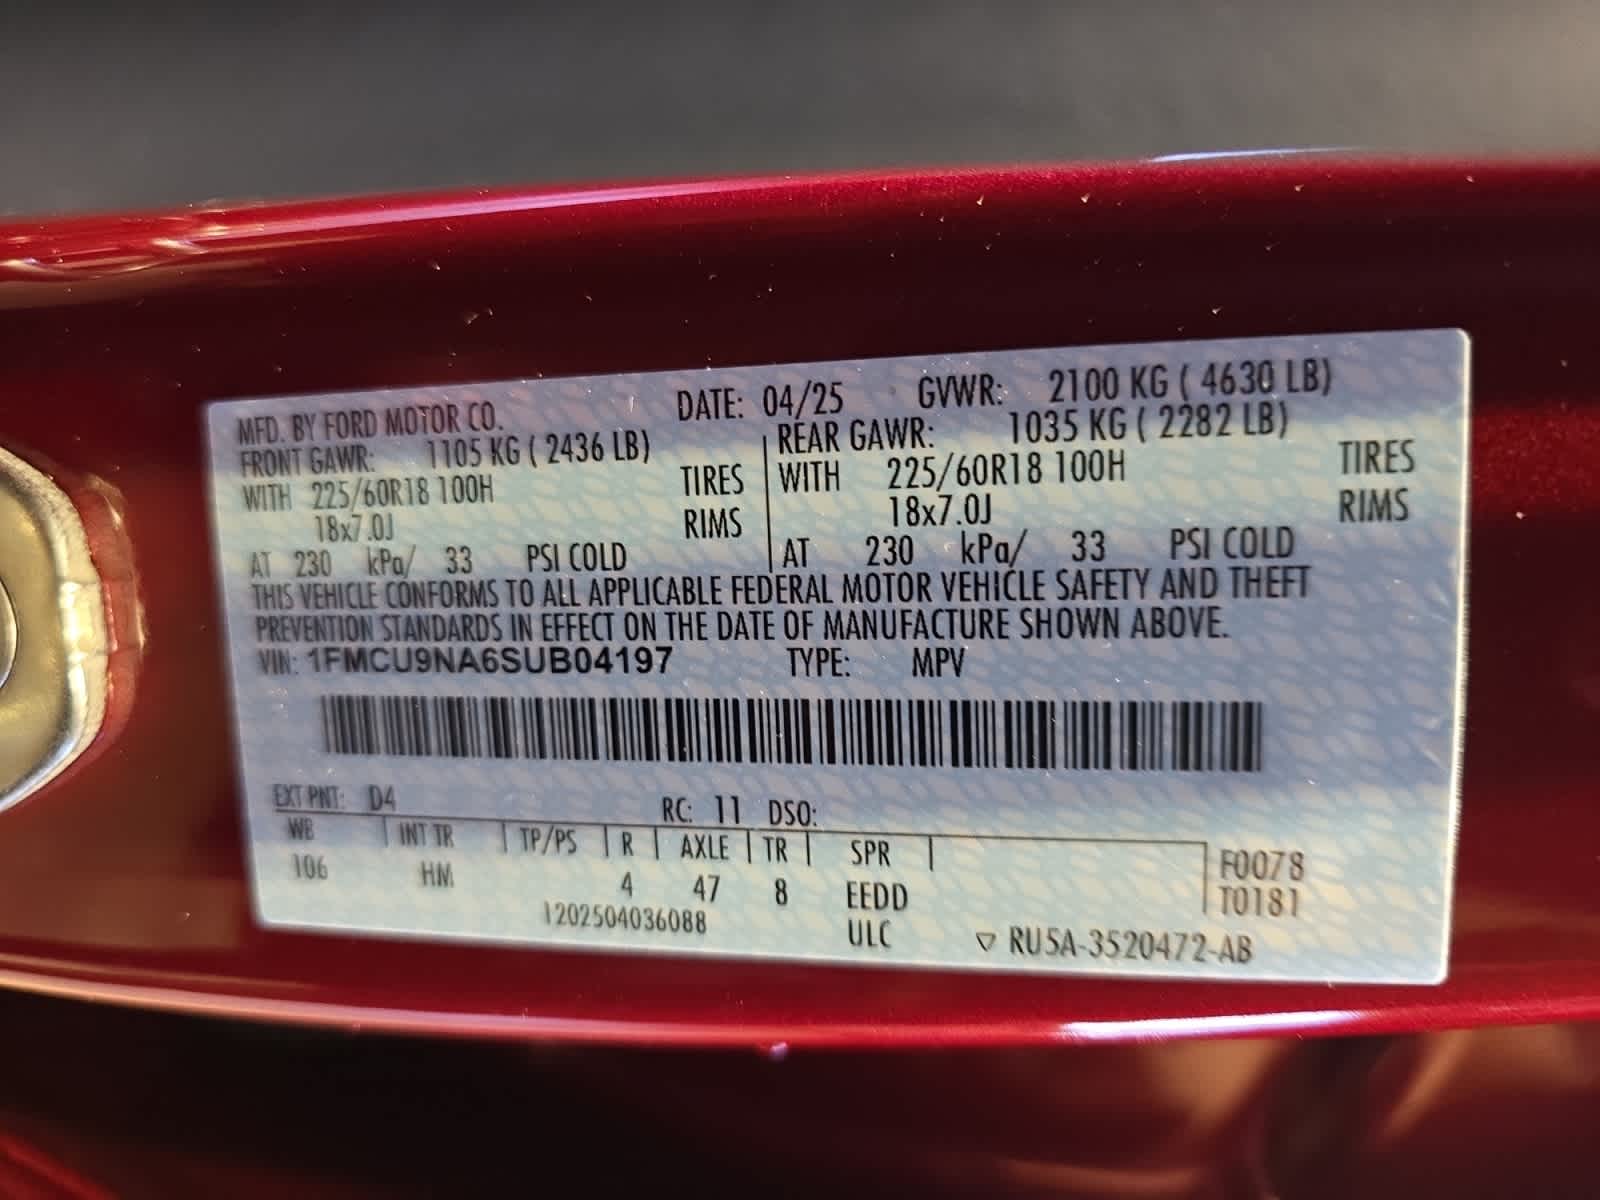 MFD. BY FORD MOTOR CO. DATE: 04/25 GVWR: 2100 KG ( 4630 LB)
FRONT GAWR: 1105 KG ( 2436 LB) REAR GAWR: 1035 KG ( 2282 LB)
WITH 225/60R18 100H TIRES WITH 225/60R18 100H TIRES
18x7.0J RIMS 18x7.0J RIMS
AT 230 kPa/ 33 PSI COLD AT 230 kPa/ 33 PSI COLD
THIS VEHICLE CONFORMS TO ALL APPLICABLE FEDERAL MOTOR VEHICLE SAFETY AND THEFT
PREVENTION STANDARDS IN EFFECT ON THE DATE OF MANUFACTURE SHOWN ABOVE.
VIN: 1FMCU9NA6SUB04197 TYPE: MPV
EXT PNT: D4 RC: 11 DSO:
WB INT TR TP/PS R AXLE TR SPR F0078
106 HM 4 47 8 EEDD T0181
1202504036088 ULC ▽ RU5A-3520472-AB